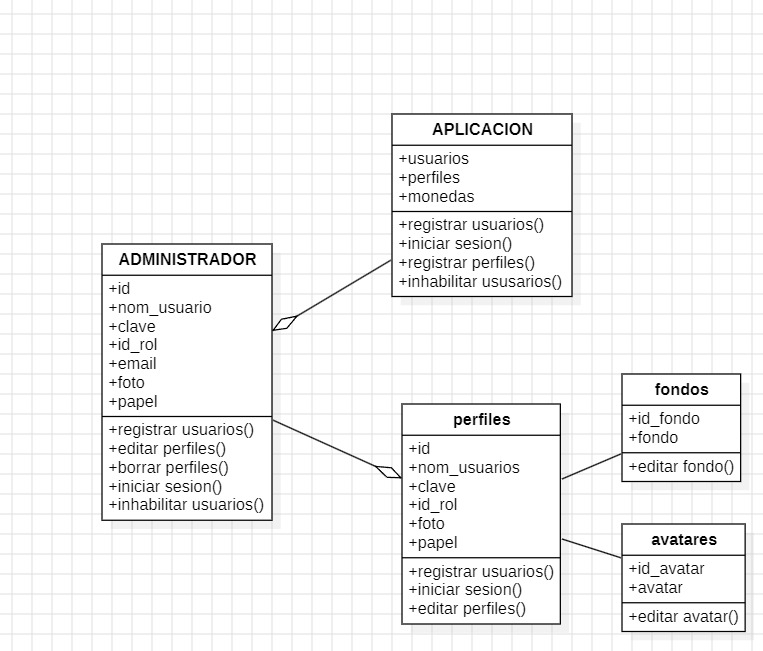 APLICACION
+usuarios
+perfiles
+monedas
+registrar usuarios()
+iniciar sesion()
+registrar perfiles()
+inhabilitar ususarios()
ADMINISTRADOR
+id
+nom_usuario
+clave
+id_rol
+email
+foto
+papel
+registrar usuarios()
+editar perfiles()
+borrar perfiles()
+iniciar sesion()
+inhabilitar usuarios()
perfiles
+id
+nom_usuarios
+clave
+id_rol
+foto
+papel
+registrar usuarios()
+iniciar sesion()
+editar perfiles()
fondos
+id_fondo
+fondo
+editar fondo()
avatares
+id_avatar
+avatar
+editar avatar()